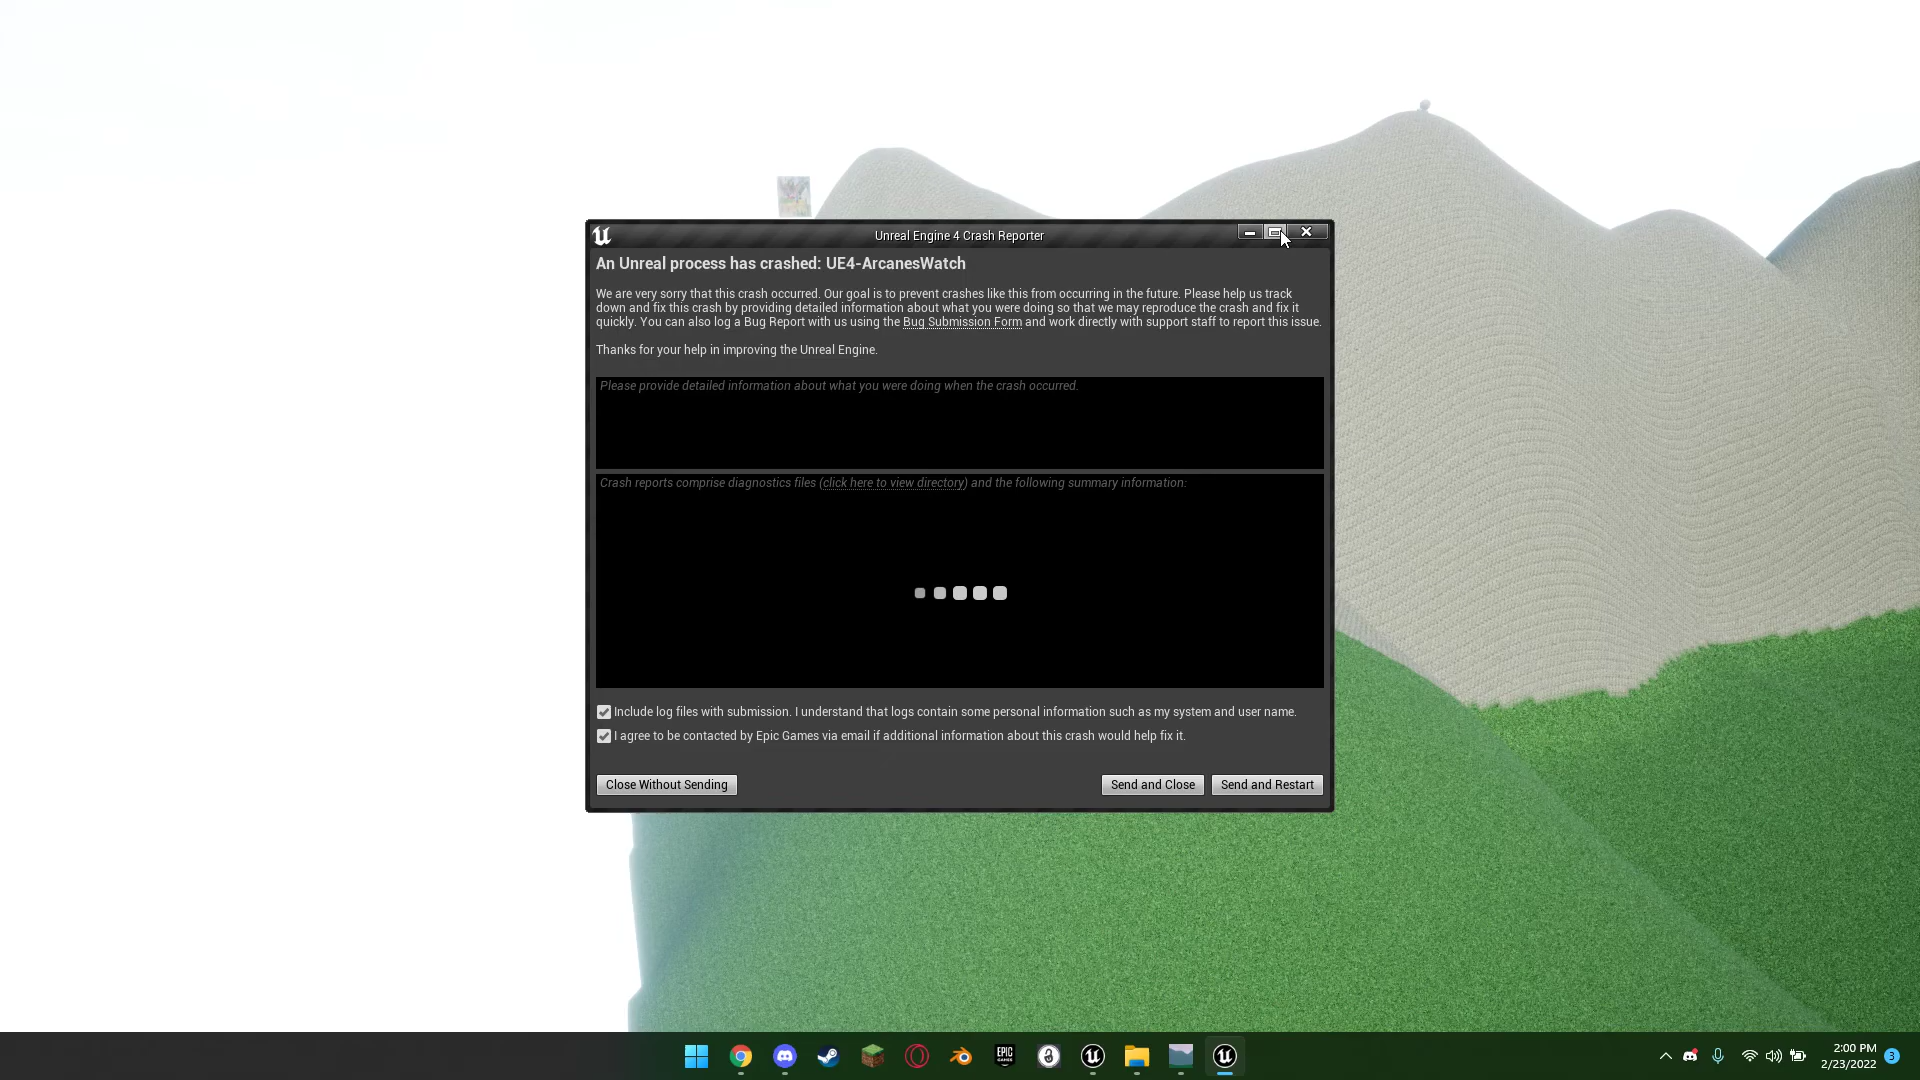 Unreal Engine 4 Crash Reporter
An Unreal process has crashed: UE4-ArcanesWatch
We are very sorry that this crash occurred. Our goal is to prevent crashes like this from occurring in the future. Please help us track
down and fix this crash by providing detailed information about what you were doing so that we may reproduce the crash and fix it
quickly. You can also log a Bug Report with us using the Bug Submission Form and work directly with support staff to report this issue.
Thanks for your help in improving the Unreal Engine.
Please provide detailed information about what you were doing when the crash occurred.
Crash reports comprise diagnostics files (click here to view directory) and the following summary information:
Include log files with submission. I understand that logs contain some personal information such as my system and user name.
I agree to be contacted by Epic Games via email if additional information about this crash would help fix it.
Close Without Sending
Send and Close
Send and Restart
EPIC
GAMES
2:00 PM
2/23/2022
3